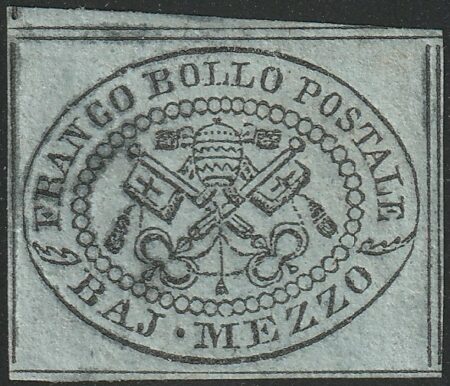 FRANCO BOLLO POSTALE
BAJ · MEZZO